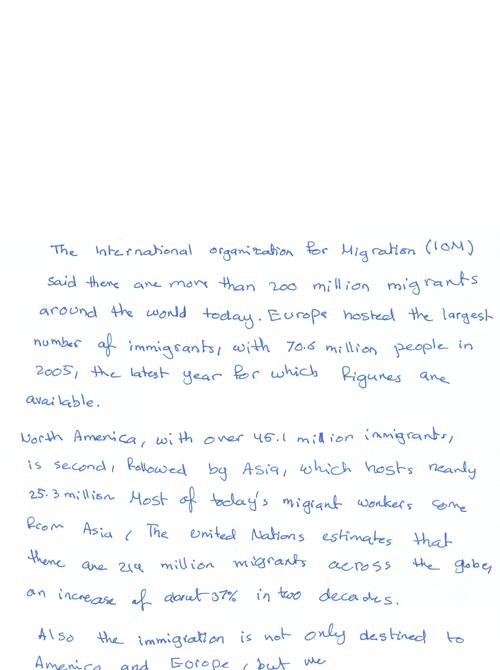 The International organization for Migration (IOM)
said there are more than 200 million migrants
around the world today. Europe hosted the largest
number of immigrants, with 70.6 million people in
2005, the latest year for which figures are
available.
North America, with over 45.1 million immigrants,
is second, followed by Asia, which hosts nearly
25.3 million Most of today's migrant workers come
from Asia, The United Nations estimates that
there are 214 million migrants across the globe,
an increase of about 37% in two decades.
Also the immigration is not only destined to
America and Europe, but we